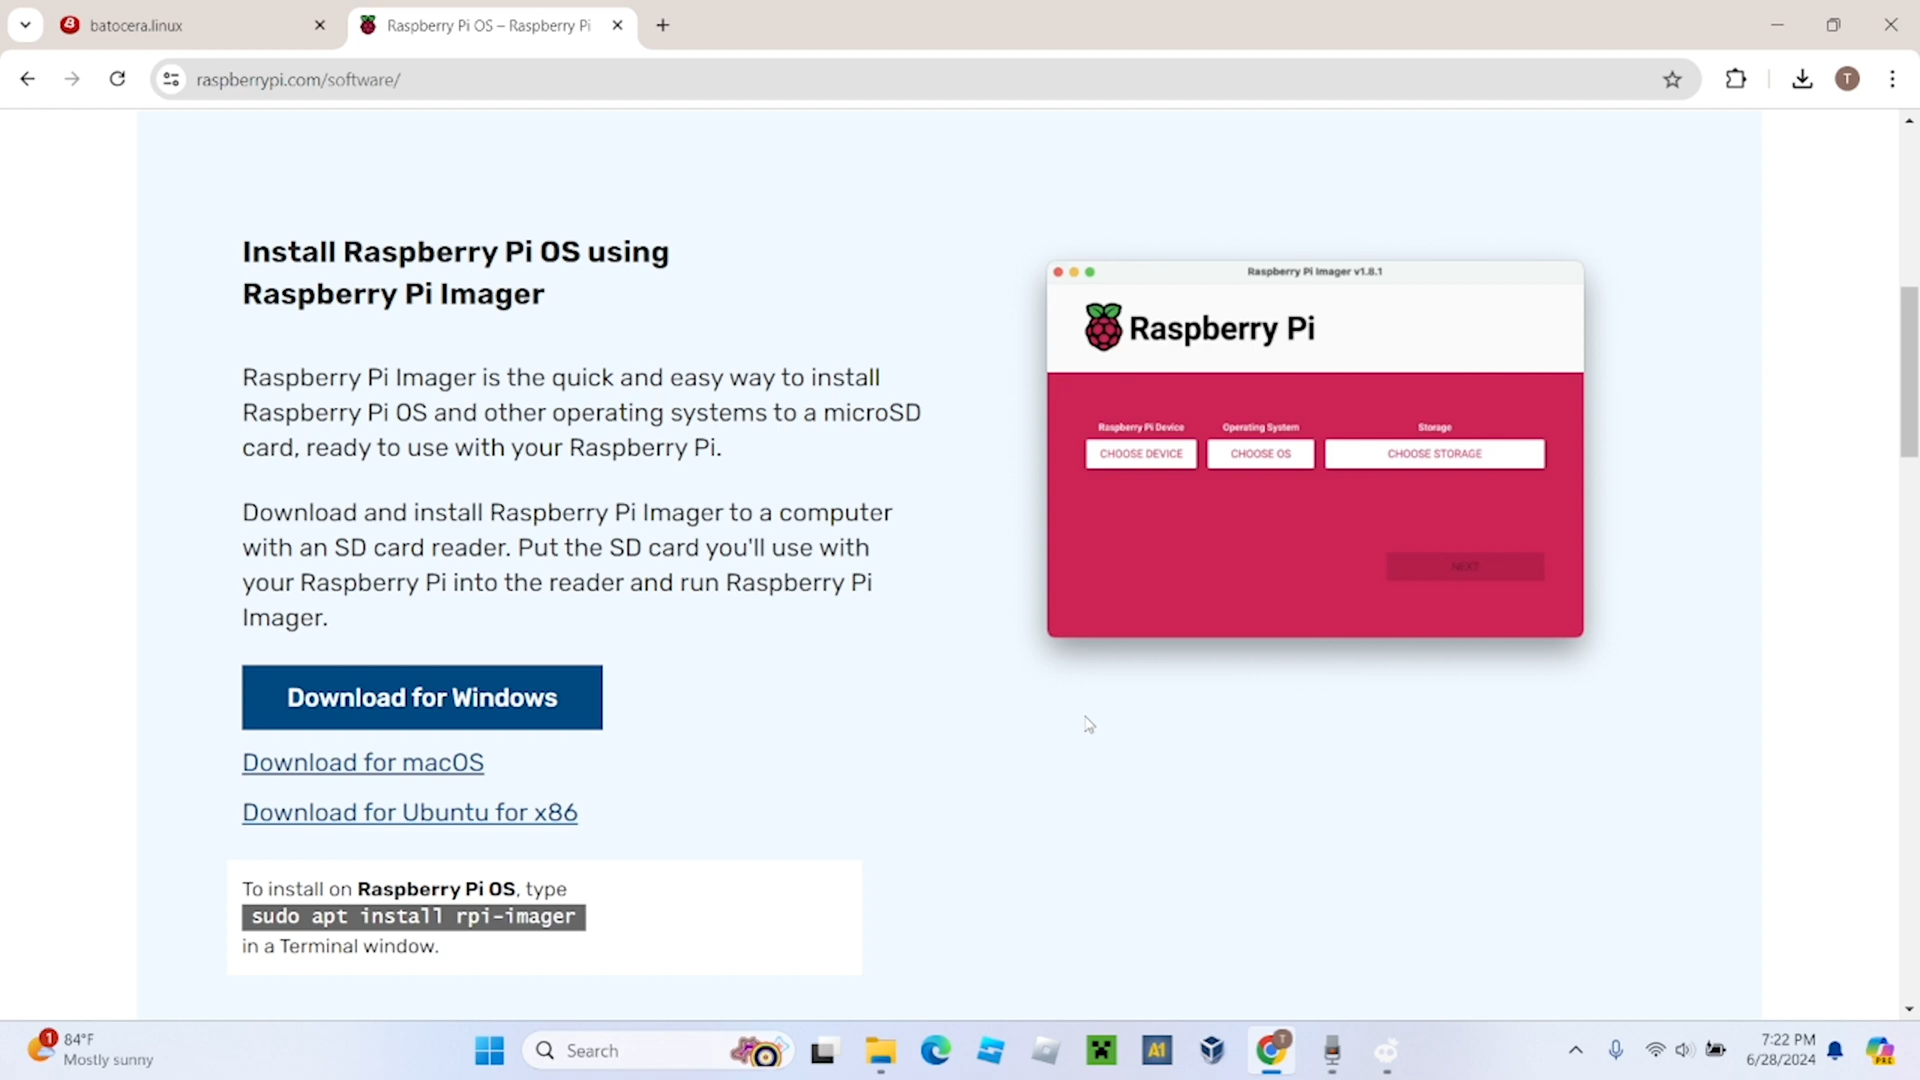 batocera.linux
Raspberry Pi OS – Raspberry Pi
raspberrypi.com/software/
T
Install Raspberry Pi OS using
Raspberry Pi Imager
Raspberry Pi Imager is the quick and easy way to install
Raspberry Pi OS and other operating systems to a microSD
card, ready to use with your Raspberry Pi.
Download and install Raspberry Pi Imager to a computer
with an SD card reader. Put the SD card you'll use with
your Raspberry Pi into the reader and run Raspberry Pi
Imager.
Download for Windows
Download for macOS
Download for Ubuntu for x86
To install on Raspberry Pi OS, type
sudo apt install rpi-imager
in a Terminal window.
Raspberry Pi Imager v1.8.1
Raspberry Pi
Raspberry Pi Device Operating System Storage
CHOOSE DEVICE CHOOSE OS CHOOSE STORAGE
NEXT
1
84°F
Mostly sunny
Search
A1
T
7:22 PM
6/28/2024
PRE